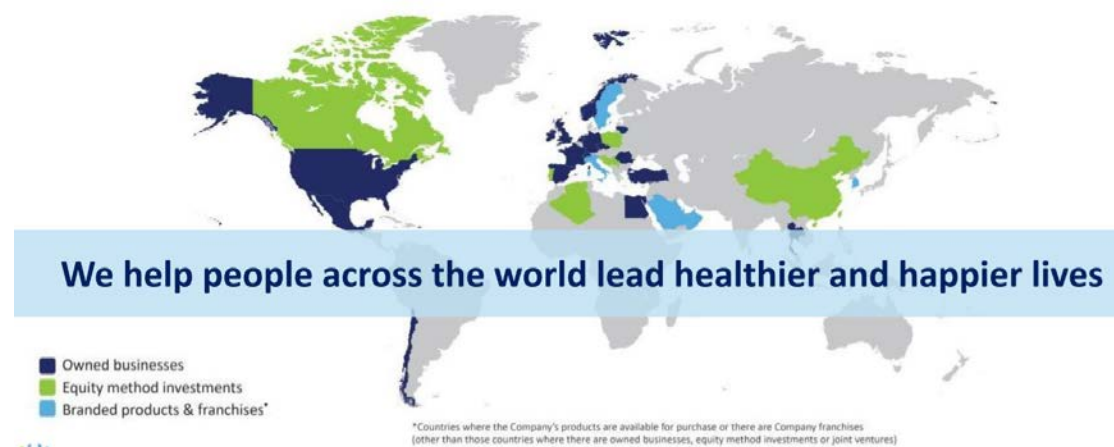 We help people across the world lead healthier and happier lives
Owned businesses
Equity method investments
Branded products & franchises*
*Countries where the Company's products are available for purchase or there are Company franchises
(other than those countries where there are owned businesses, equity method investments or joint ventures)